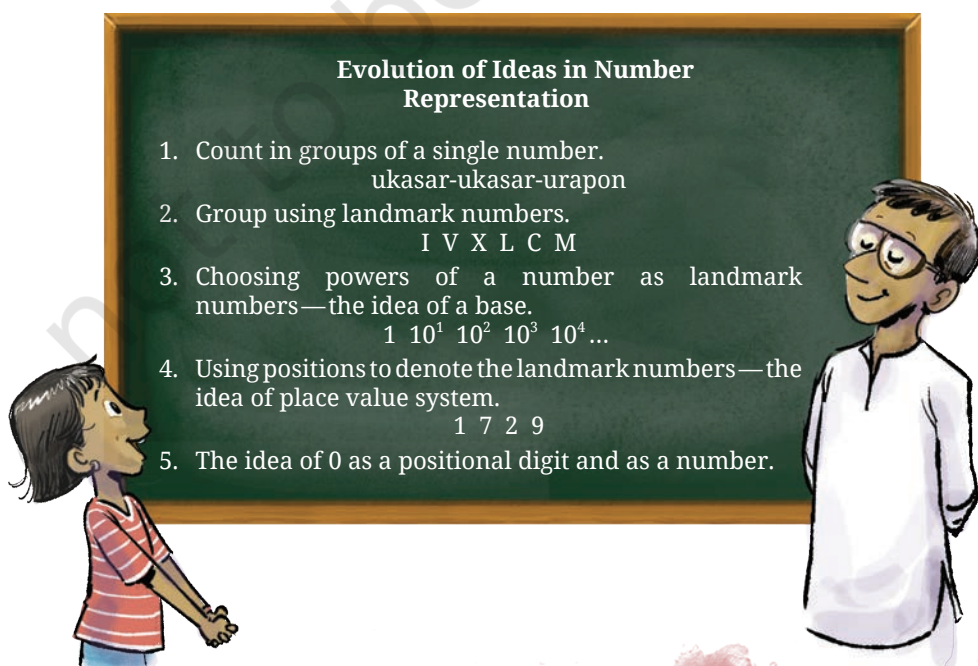 Evolution of Ideas in Number
Representation
1. Count in groups of a single number.
ukasar-ukasar-urapon
2. Group using landmark numbers.
I V X L C M
3. Choosing powers of a number as landmark
numbers—the idea of a base.
1 10¹ 10² 10³ 10⁴...
4. Using positions to denote the landmark numbers—the
idea of place value system.
1 7 2 9
5. The idea of 0 as a positional digit and as a number.
not to be